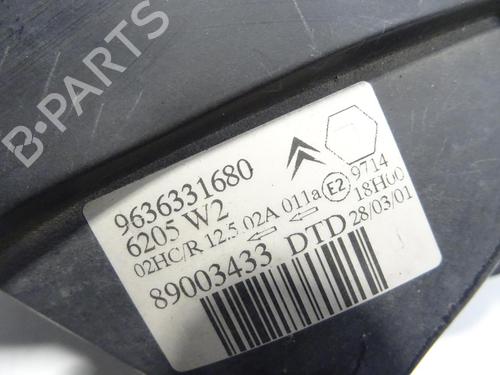 B-PARTS
9636331680
6205 W2
02HC/R 12.5 02A 011a E2 9714
18H00
89003433 DTD 28/03/01